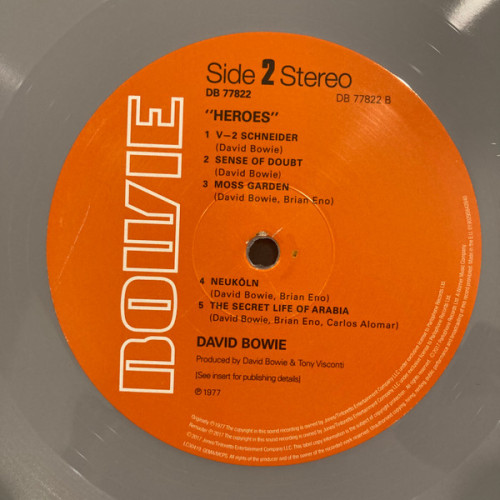 BOWIE
Side 2 Stereo
DB 77822
DB 77822 B
"HEROES"
1 V–2 SCHNEIDER
(David Bowie)
2 SENSE OF DOUBT
(David Bowie)
3 MOSS GARDEN
(David Bowie, Brian Eno)
4 NEUKÖLN
(David Bowie, Brian Eno)
5 THE SECRET LIFE OF ARABIA
(David Bowie, Brian Eno, Carlos Alomar)
DAVID BOWIE
Produced by David Bowie & Tony Visconti
(See insert for publishing details)
℗ 1977